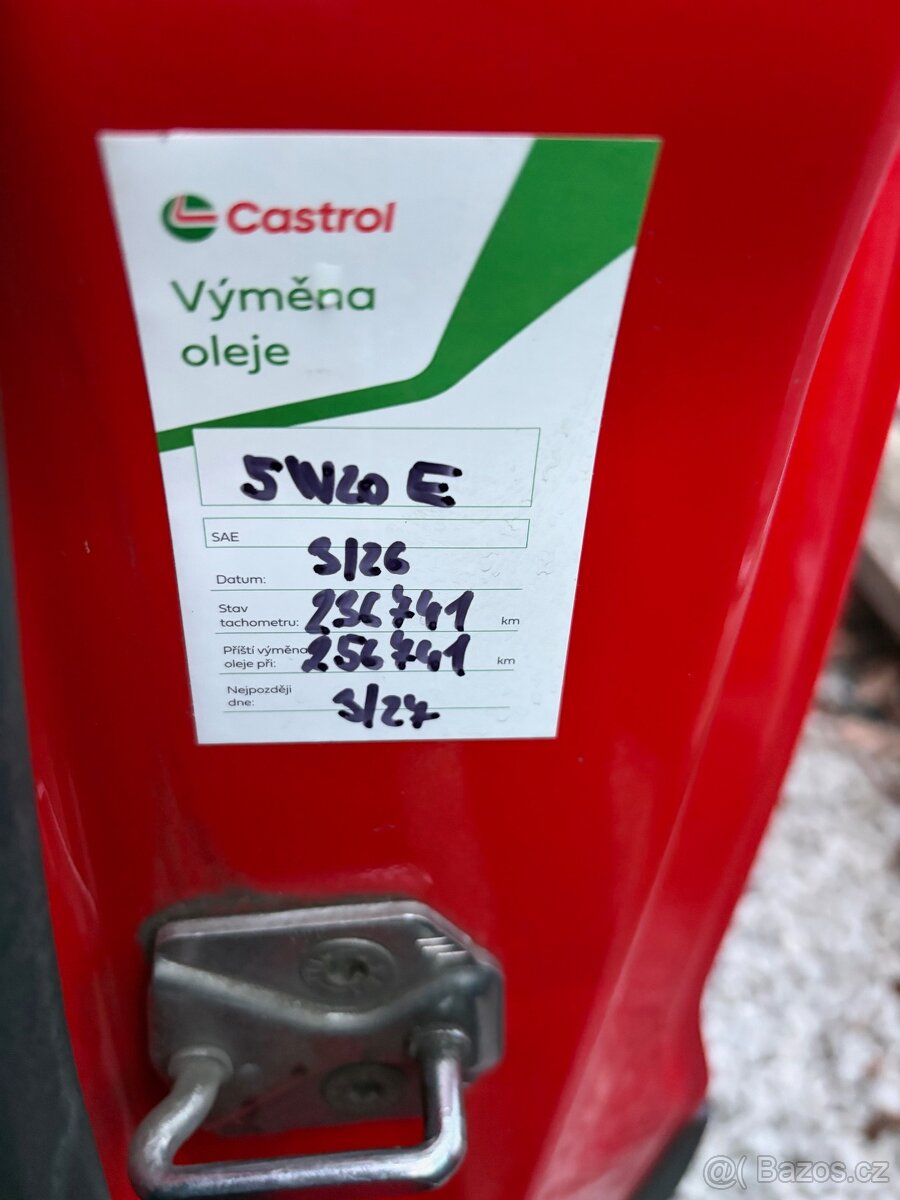 Castrol
Výměna
oleje
5W20 E
SAE
Datum: 3/26
Stav
tachometru: 236741 km
Příští výměna
oleje při: 256741 km
Nejpozději
dne: 3/27
@( Bazos.cz